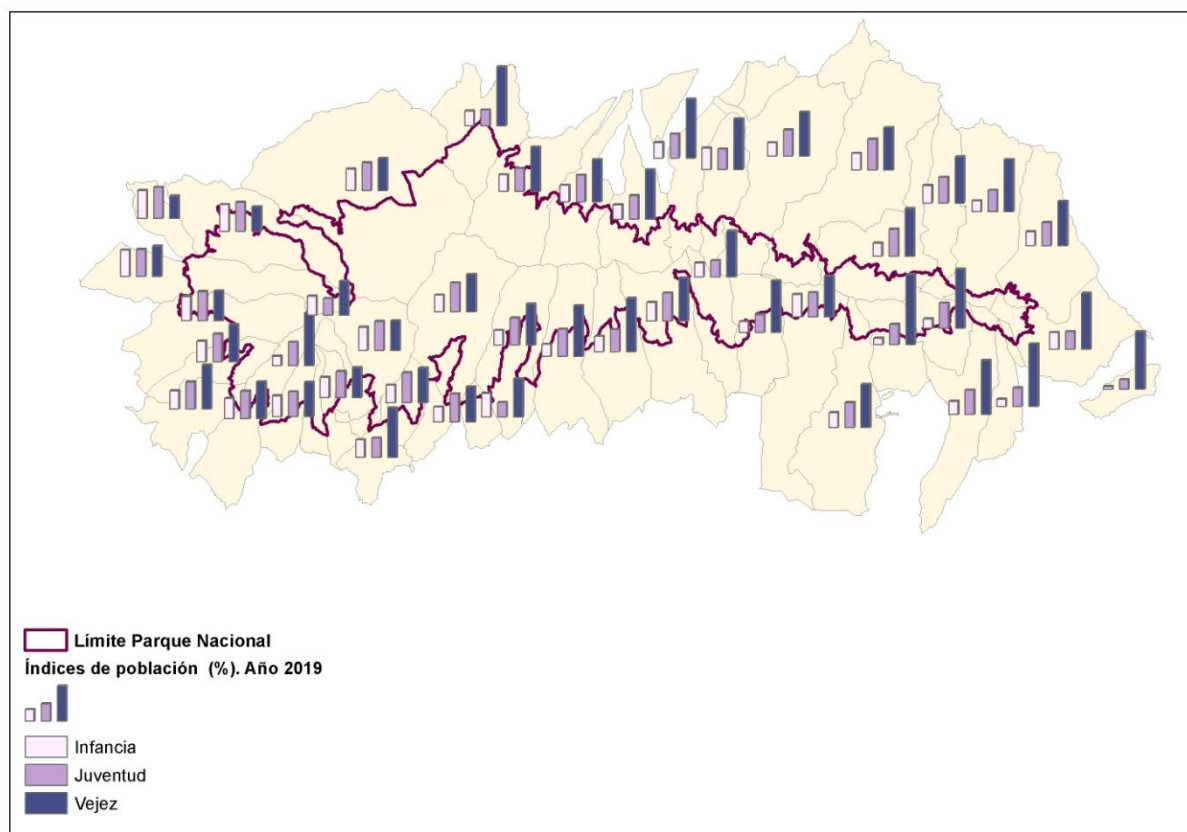 Límite Parque Nacional
Índices de población (%). Año 2019
Infancia
Juventud
Vejez